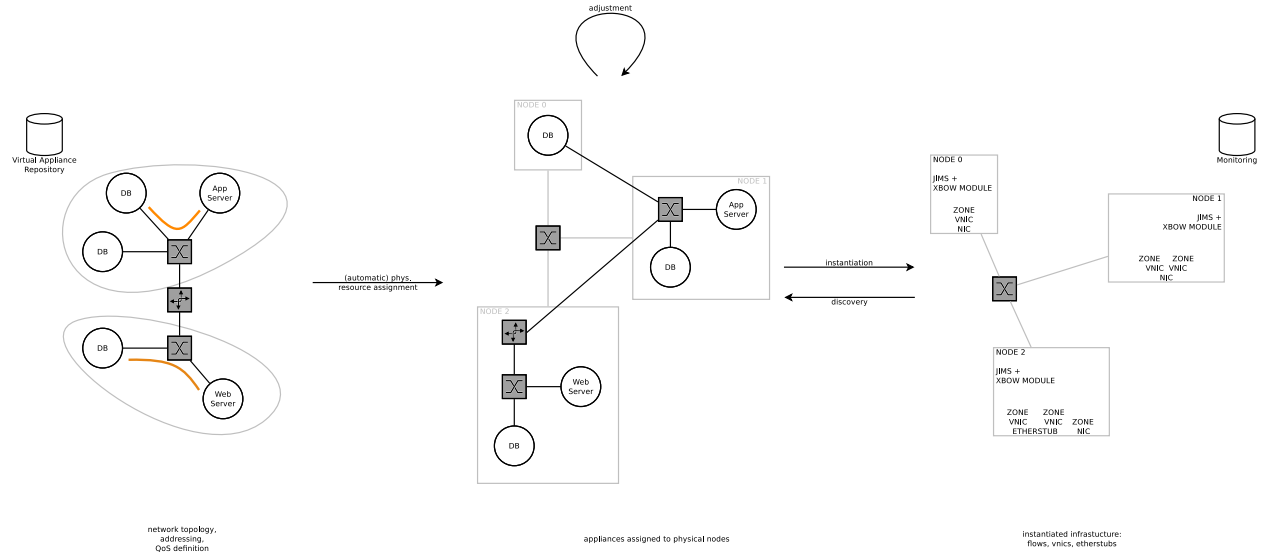 adjustment
Virtual Appliance
Repository
DB
App
Server
DB
DB
Web
Server
network topology,
addressing,
QoS definition
(automatic) phys,
resource assignment
NODE 0
DB
NODE 1
App
Server
DB
NODE 2
Web
Server
DB
appliances assigned to physical nodes
instantiation
discovery
Monitoring
NODE 0
JIMS +
XBOW MODULE
ZONE
VNIC
NIC
NODE 1
JIMS +
XBOW MODULE
ZONE ZONE
VNIC VNIC
NIC
NODE 2
JIMS +
XBOW MODULE
ZONE ZONE
VNIC VNIC ZONE
ETHERSTUB NIC
instantiated infrastucture:
flows, vnics, etherstubs